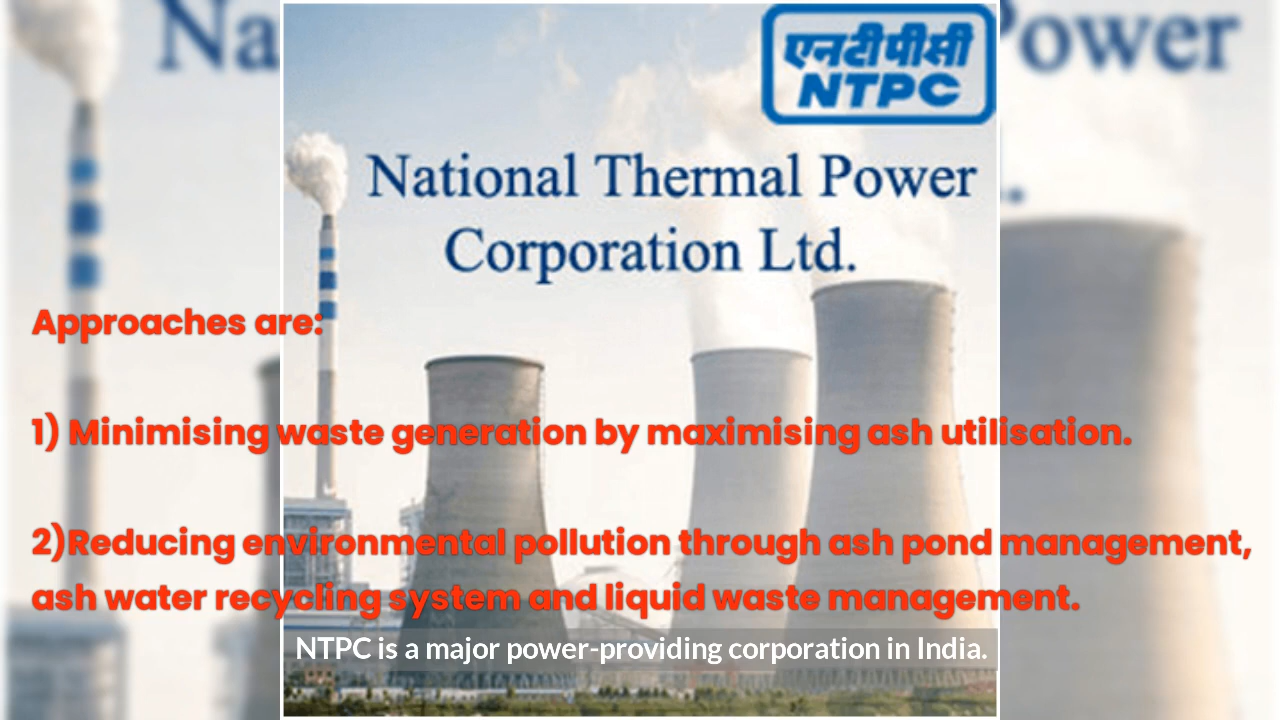 Na
Power
एनटीपीसी
NTPC
National Thermal Power
Corporation Ltd.
Approaches are:
1) Minimising waste generation by maximising ash utilisation.
2)Reducing environmental pollution through ash pond management,
ash water recycling system and liquid waste management.
NTPC is a major power-providing corporation in India.